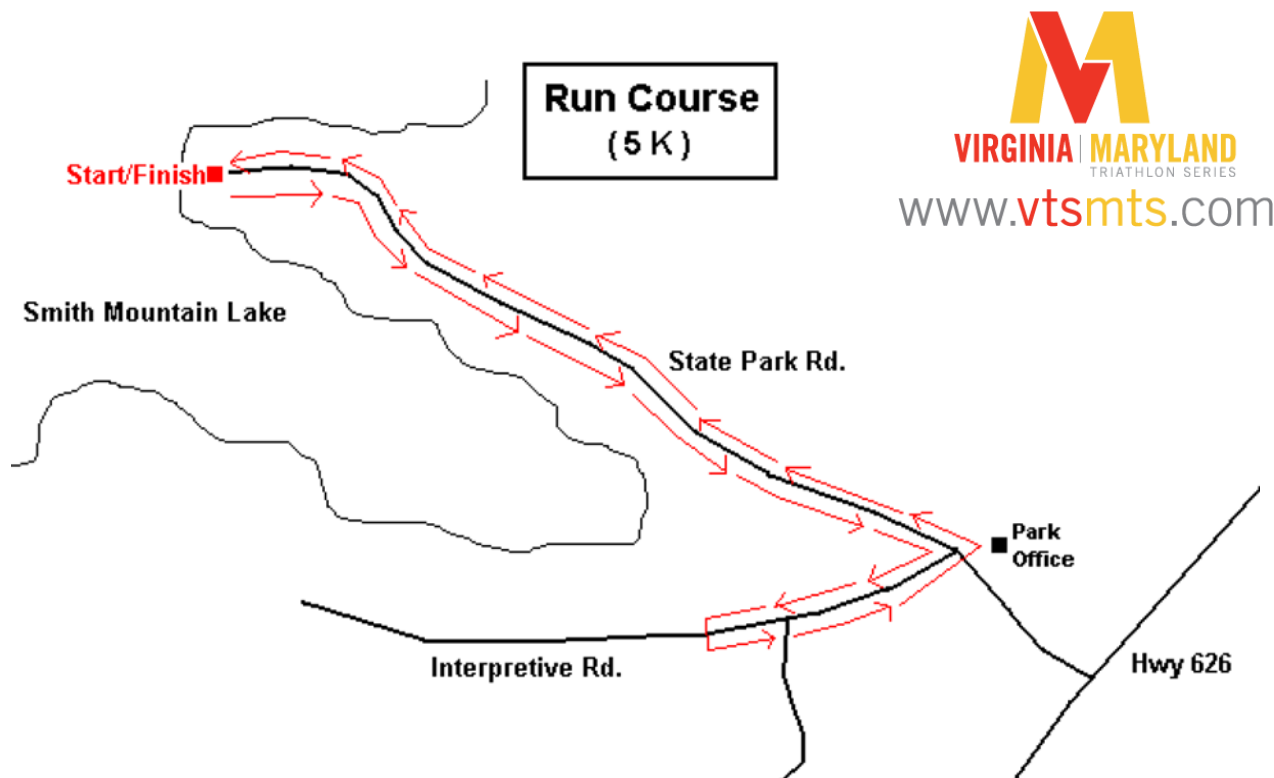 Run Course
(5 K)
VIRGINIA | MARYLAND
TRIATHLON SERIES
www.vtsmts.com
Start/Finish
Smith Mountain Lake
State Park Rd.
Park
Office
Interpretive Rd.
Hwy 626